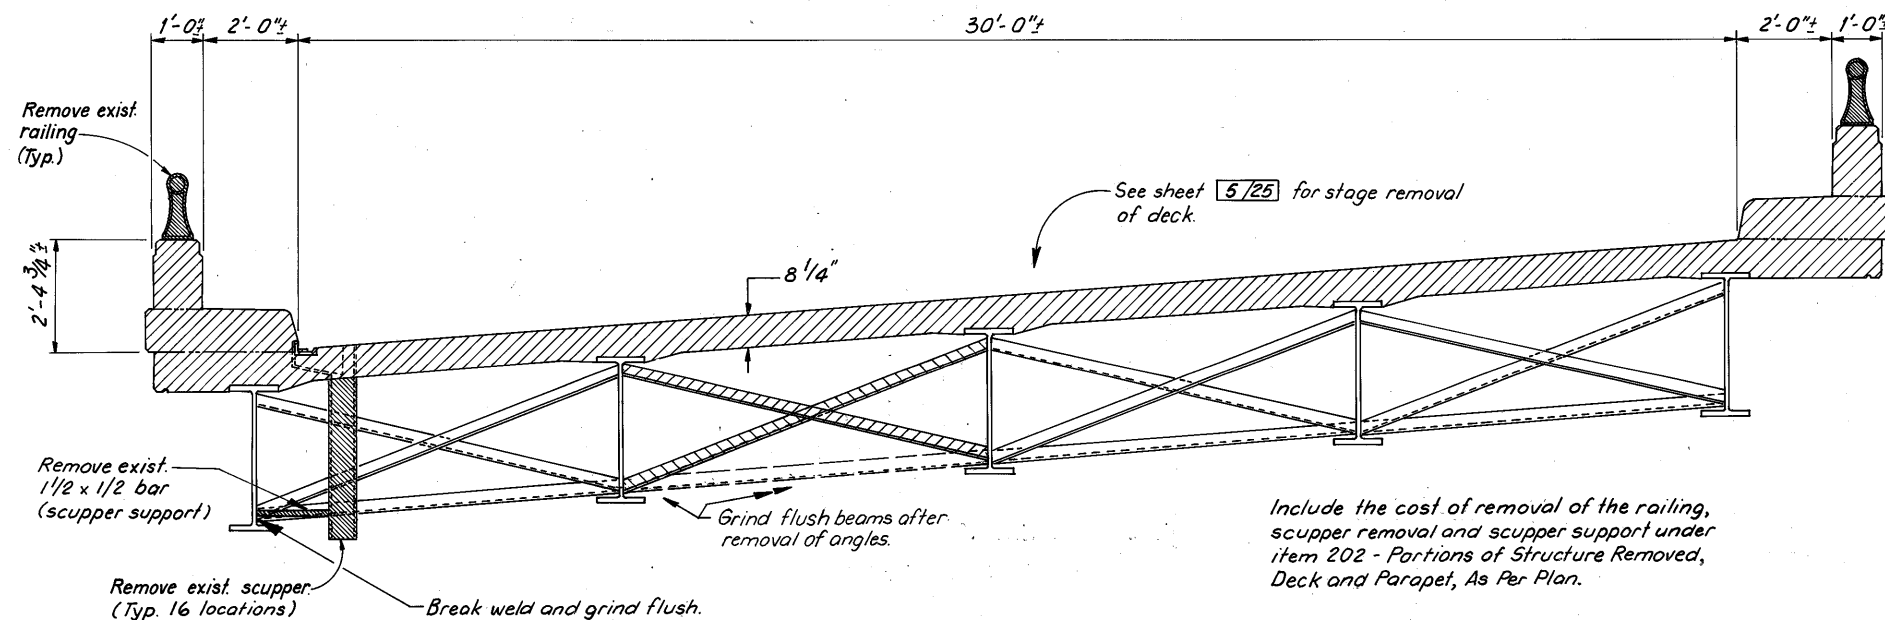 1'-0"± 2'-0"± 30'-0"± 2'-0"± 1'-0"±
Remove exist.
railing
(Typ.)
2'-4 3/4"±
See sheet 5/25 for stage removal
of deck.
8 1/4"
Remove exist.
1 1/2 x 1/2 bar
(scupper support)
Grind flush beams after
removal of angles.
Include the cost of removal of the railing,
scupper removal and scupper support under
item 202 - Portions of Structure Removed,
Deck and Parapet, As Per Plan.
Remove exist. scupper.
(Typ. 16 locations)
Break weld and grind flush.